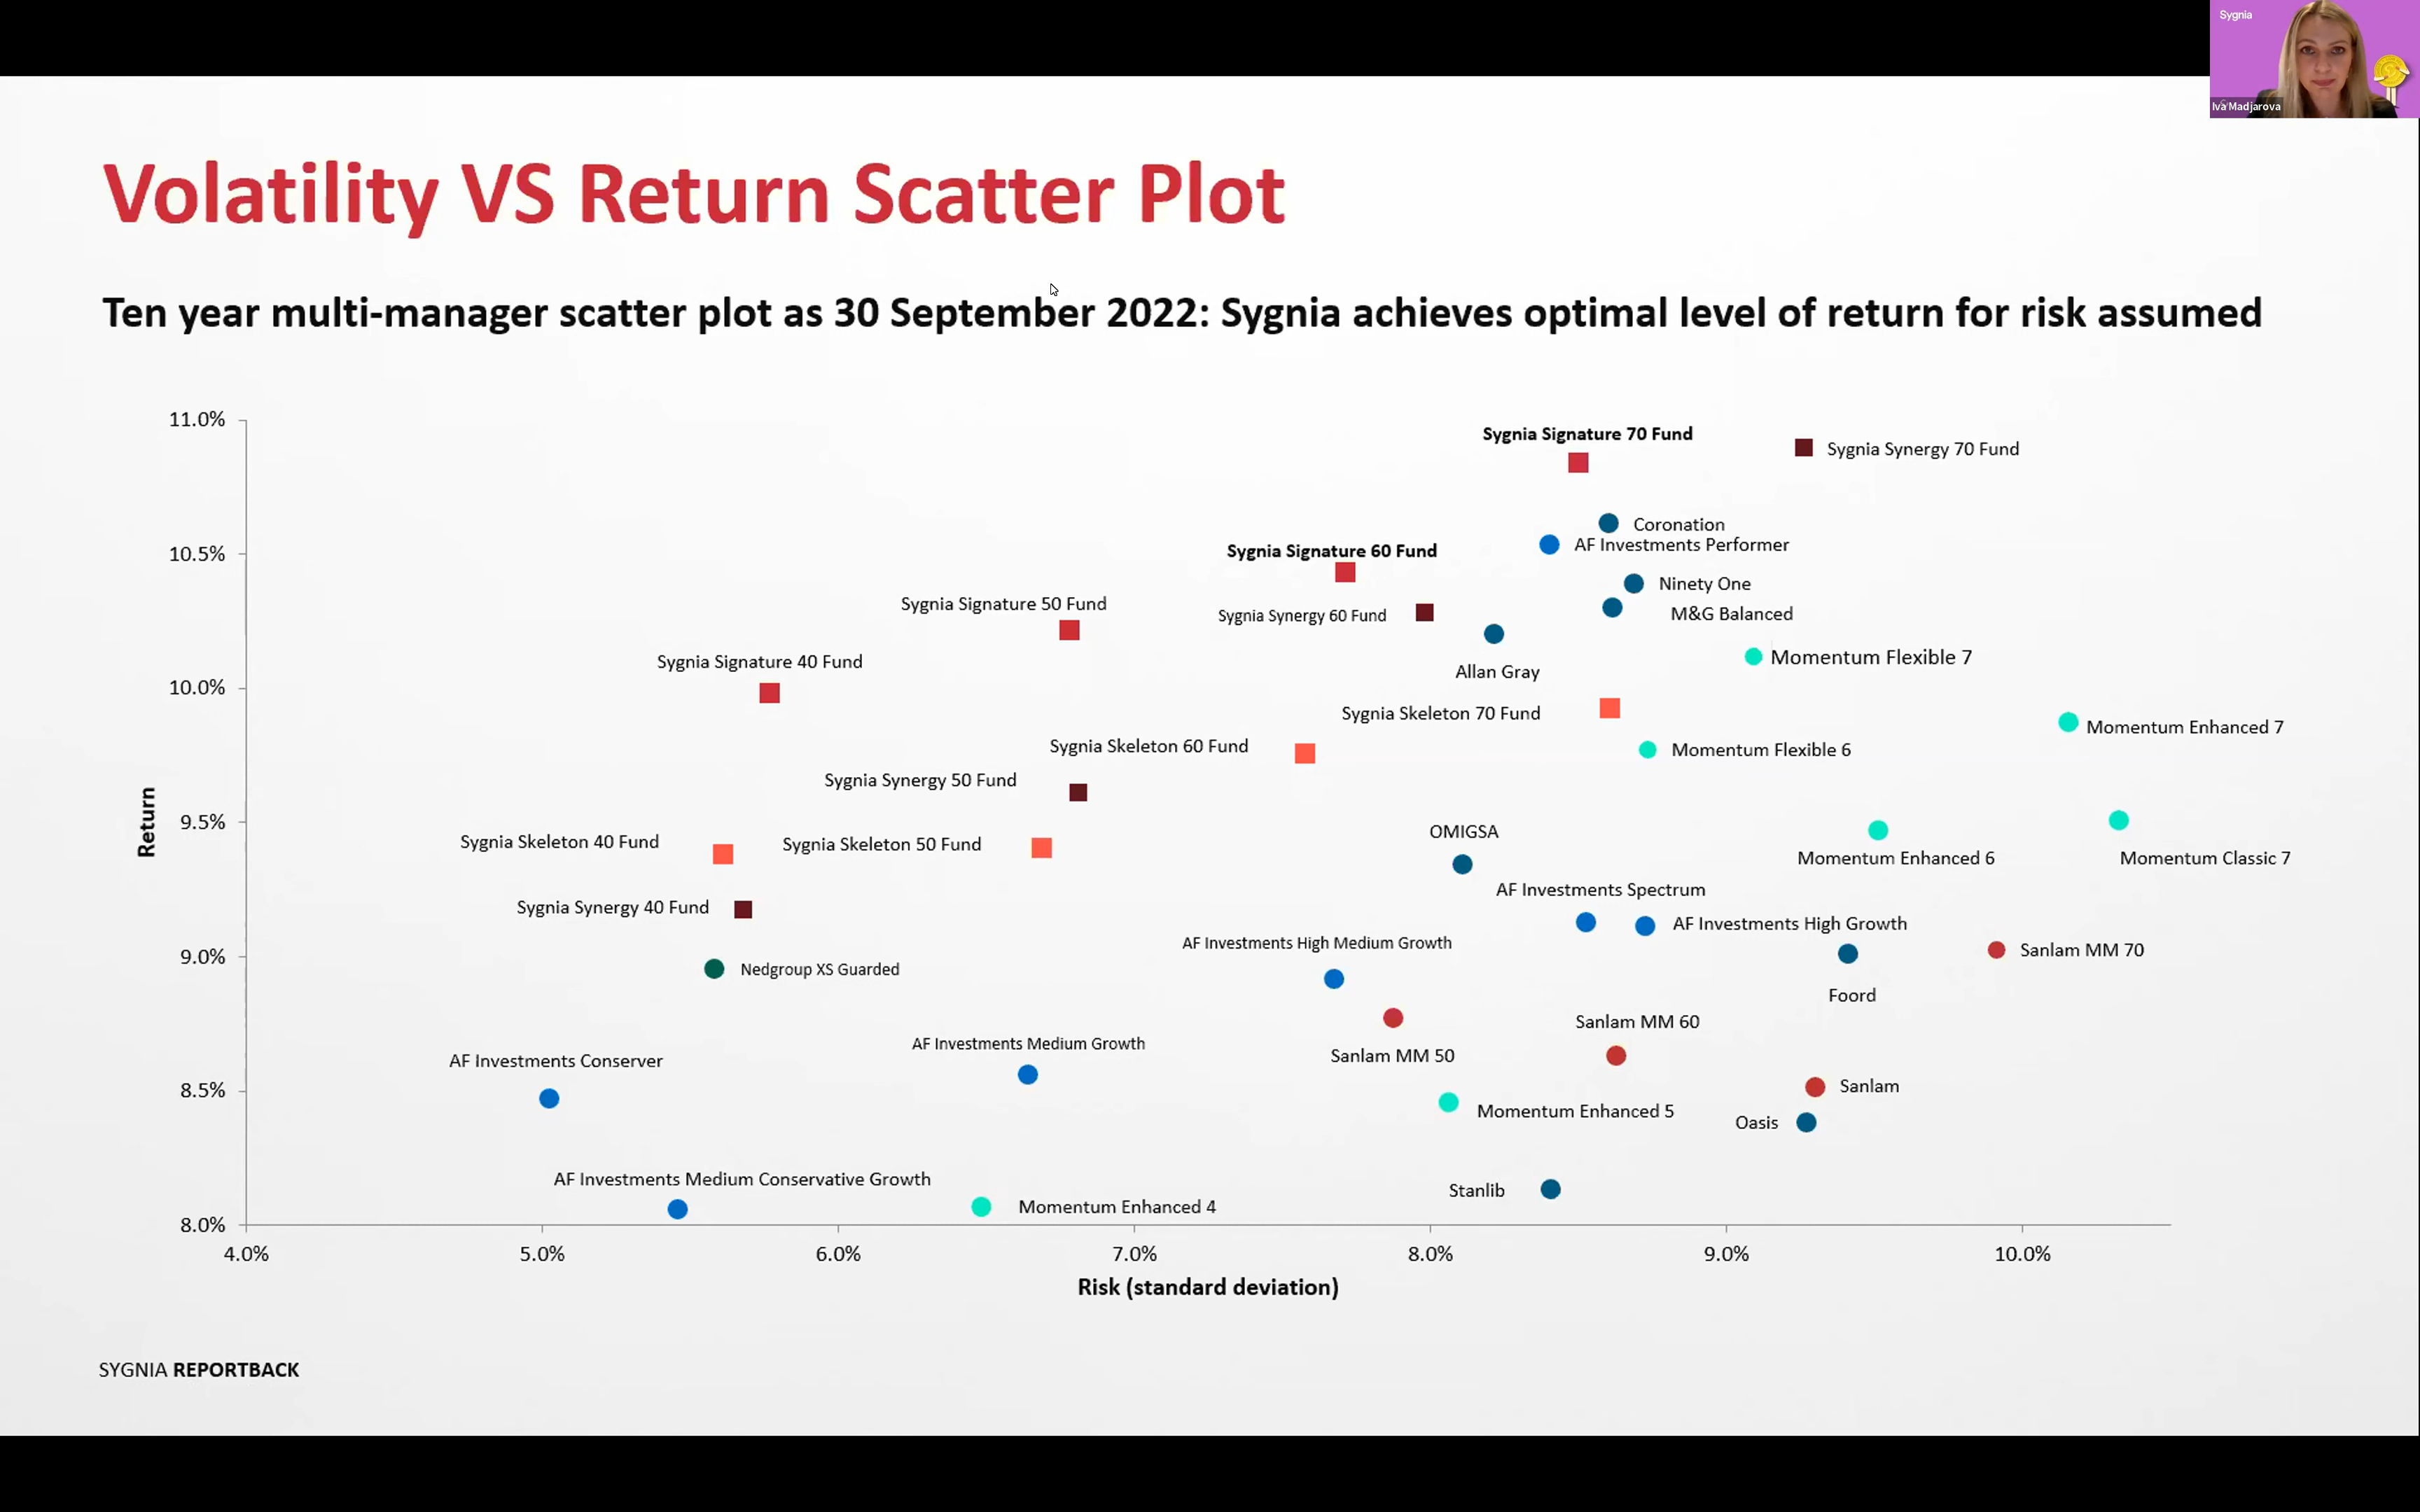 Sygnia
Iva Madjarova
Volatility VS Return Scatter Plot
Ten year multi-manager scatter plot as 30 September 2022: Sygnia achieves optimal level of return for risk assumed
11.0%
10.5%
10.0%
9.5%
9.0%
8.5%
8.0%
Return
Sygnia Signature 70 Fund
Sygnia Synergy 70 Fund
Coronation
AF Investments Performer
Sygnia Signature 60 Fund
Ninety One
Sygnia Signature 50 Fund
Sygnia Synergy 60 Fund
M&G Balanced
Momentum Flexible 7
Sygnia Signature 40 Fund
Allan Gray
Sygnia Skeleton 70 Fund
Momentum Enhanced 7
Sygnia Skeleton 60 Fund
Momentum Flexible 6
Sygnia Synergy 50 Fund
OMIGSA
Sygnia Skeleton 40 Fund
Sygnia Skeleton 50 Fund
Momentum Enhanced 6
Momentum Classic 7
AF Investments Spectrum
Sygnia Synergy 40 Fund
AF Investments High Growth
AF Investments High Medium Growth
Sanlam MM 70
Nedgroup XS Guarded
Foord
Sanlam MM 60
AF Investments Medium Growth
Sanlam MM 50
AF Investments Conserver
Sanlam
Momentum Enhanced 5
Oasis
AF Investments Medium Conservative Growth
Stanlib
Momentum Enhanced 4
4.0%
5.0%
6.0%
7.0%
8.0%
9.0%
10.0%
Risk (standard deviation)
SYGNIA REPORTBACK